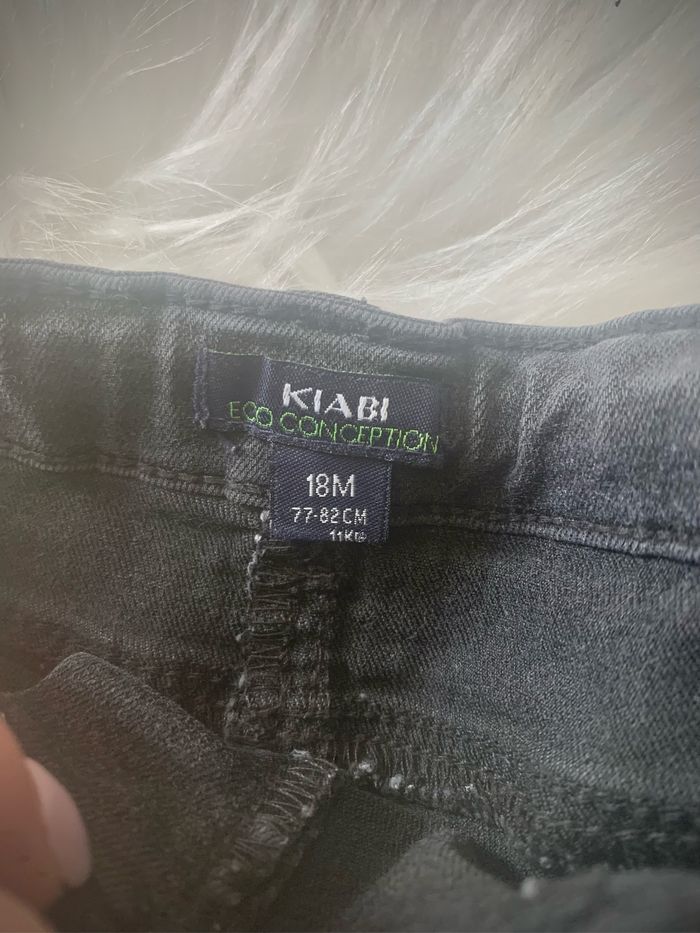 KIABI
ECO CONCEPTION
18M
77-82CM
11KG